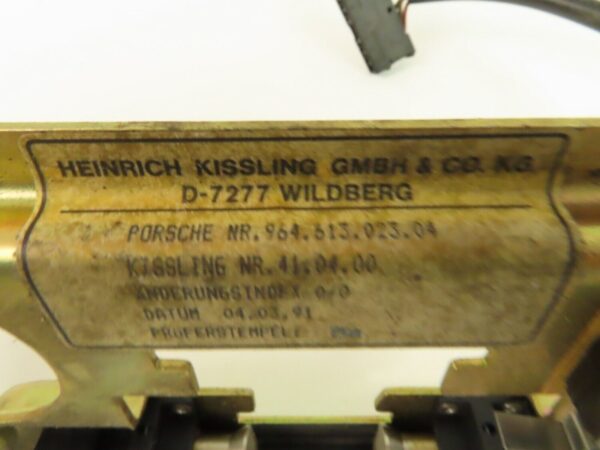 HEINRICH KISSLING GMBH & CO. K.G.
D-7277 WILDBERG
PORSCHE NR.964.613.023.04
KISSLING NR.41.04.00
ÄNDERUNGSINDEX 0/0
DATUM 04.03.91
PRÜFERSTEMPEL: